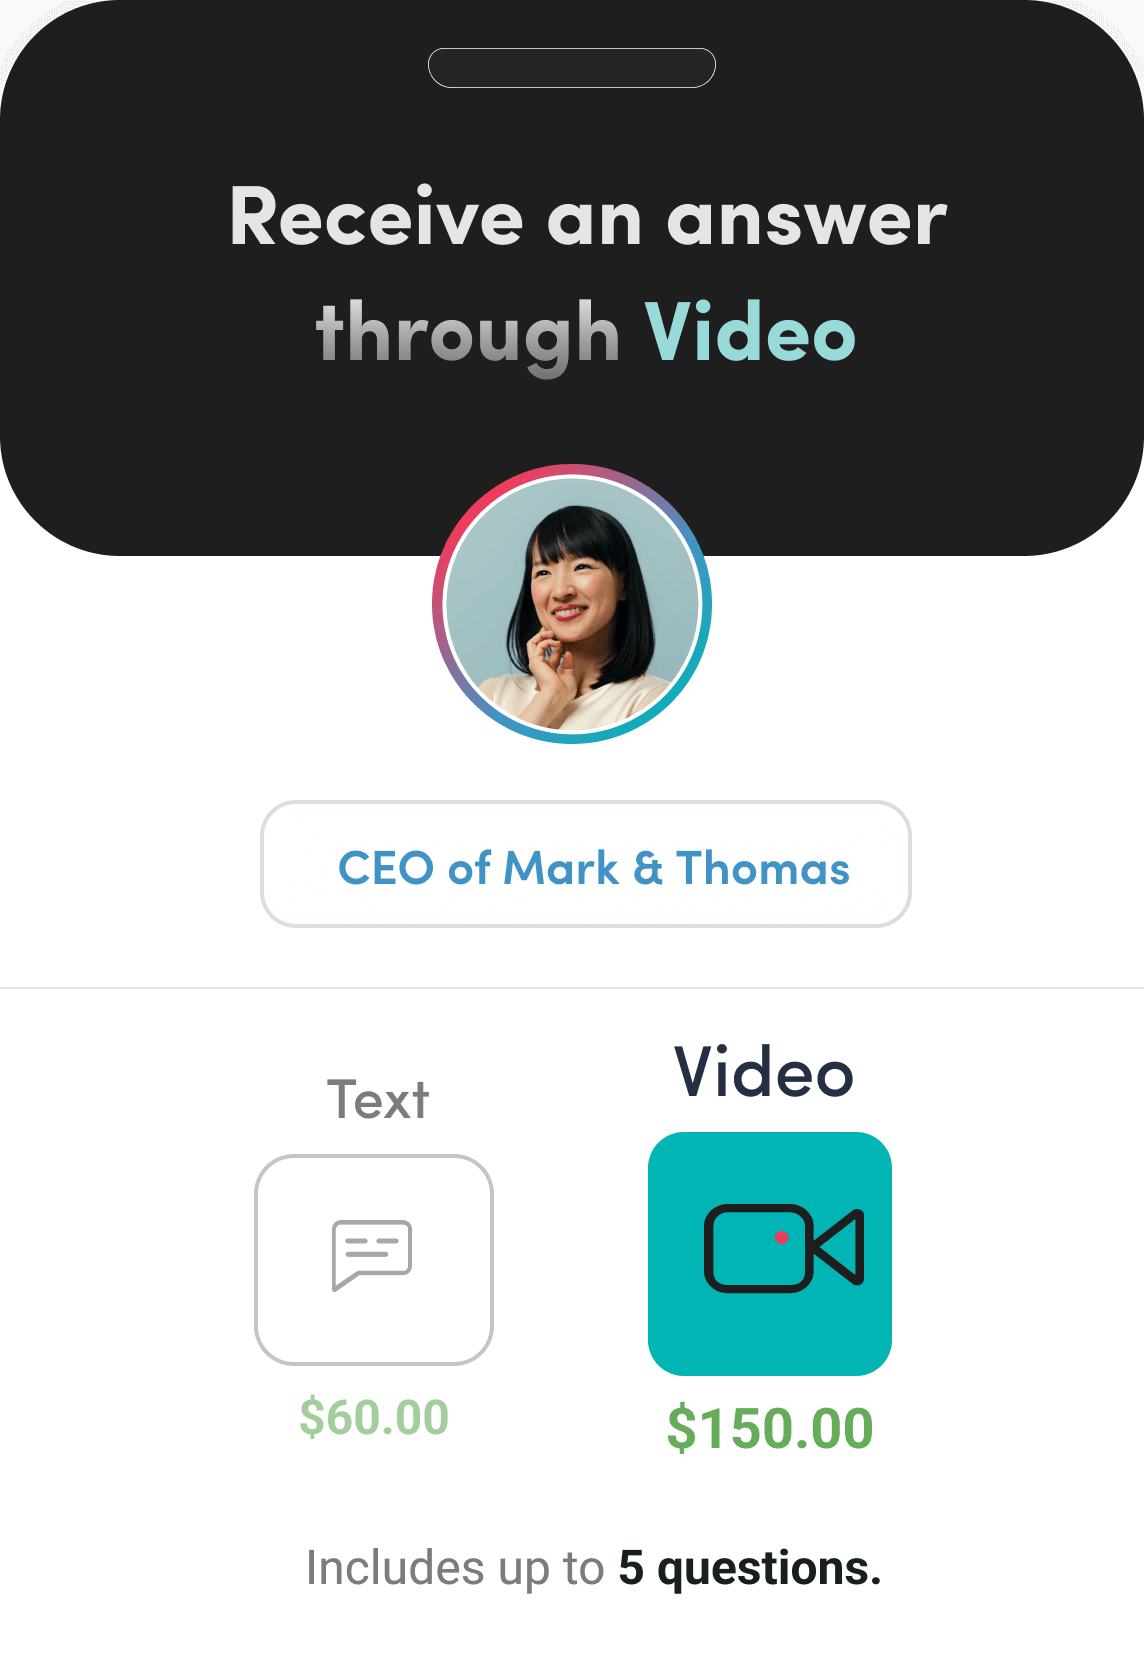 Receive an answer
through Video
CEO of Mark & Thomas
Text
Video
$60.00
$150.00
Includes up to 5 questions.